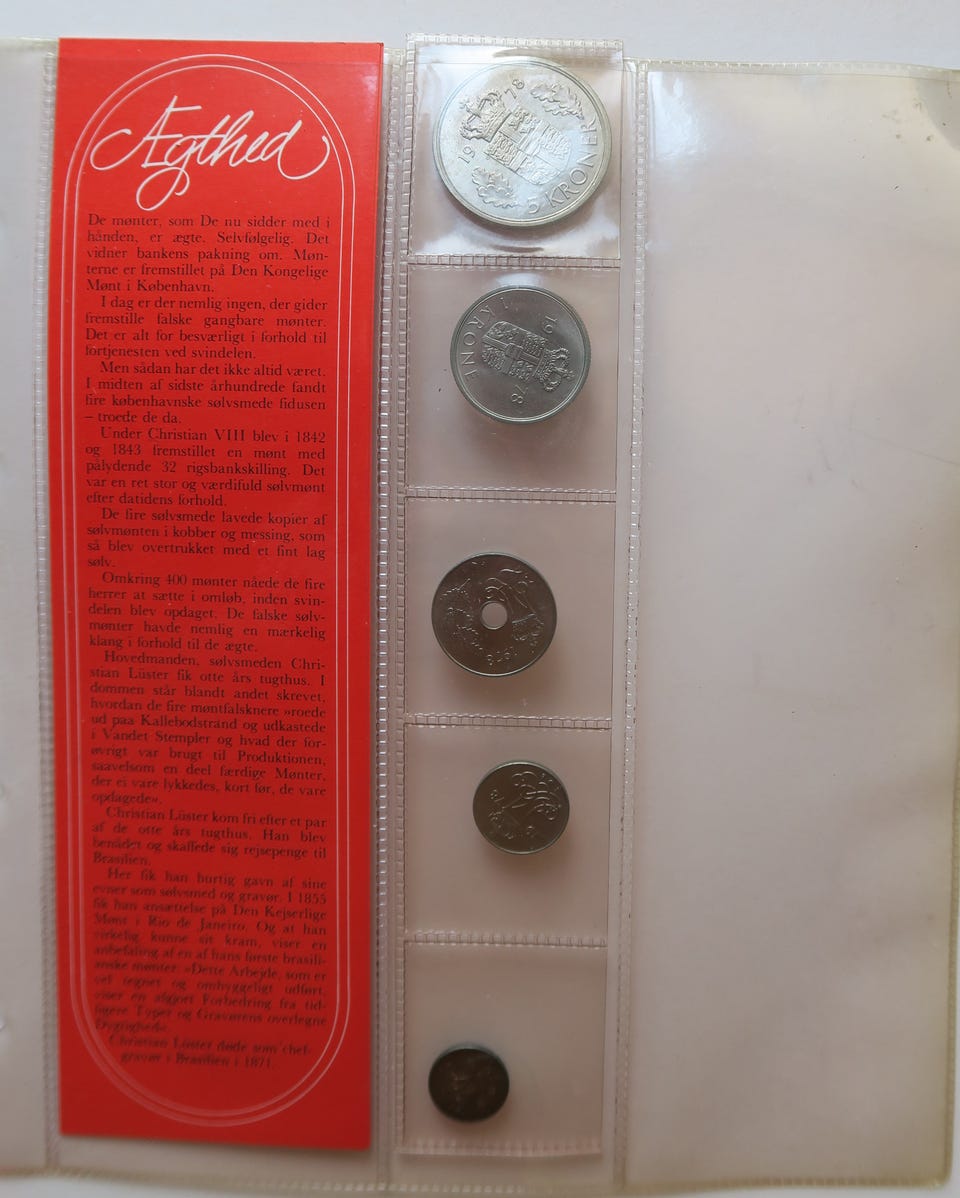 Ægthed
De mønter, som De nu sidder med i
hånden, er ægte. Selvfølgelig. Det
vidner bankens pakning om. Møn-
terne er fremstillet på Den Kongelige
Mønt i København.
I dag er der nemlig ingen, der gider
fremstille falske gangbare mønter.
Det er alt for besværligt i forhold til
fortjenesten ved svindelen.
Men sådan har det ikke altid været.
I midten af sidste århundrede fandt
fire københavnske sølvsmede fidusen
– troede de da.
Under Christian VIII blev i 1842
og 1843 fremstillet en mønt med
pålydende 32 rigsbankskilling. Det
var en ret stor og værdifuld sølvmønt
efter datidens forhold.
De fire sølvsmede lavede kopier af
sølvmønten i kobber og messing, som
så blev overtrukket med et fint lag
sølv.
Omkring 400 mønter nåede de fire
herrer at sætte i omløb, inden svin-
delen blev opdaget. De falske sølv-
mønter havde nemlig en mærkelig
klang i forhold til de ægte.
Hovedmanden, sølvsmeden Chri-
stian Lüster fik otte års tugthus. I
dommen står blandt andet skrevet,
hvordan de fire møntfalsknere »roede
ud paa Kallebodstrand og udkastede
i Vandet Stempler og hvad der for-
øvrigt var brugt til Produktionen,
saavelsom en deel færdige Mønter,
der ei vare lykkedes, kort før, de vare
opdagede«.
Christian Lüster kom fri efter et par
af de otte års tugthus. Han blev
benådet og skaffede sig rejsepenge til
Brasilien.
Her fik han hurtig gavn af sine
evner som sølvsmed og gravør. I 1855
fik han ansættelse på Den Kejserlige
Mønt i Rio de Janeiro. Og at han
virkelig kunne sit kram, viser en
anbefaling af en af hans første brasili-
anske mønter: »Dette Arbejde, som er
vel tegnet og omhyggeligt udført,
viser en afgjort Forbedring fra tid-
ligere Typer og Gravørens overlegne
Dygtighed«.
Christian Lüster døde som chef-
gravør i Brasilien i 1871.
1978
5 KRONER
1 KRONE
1978
1978